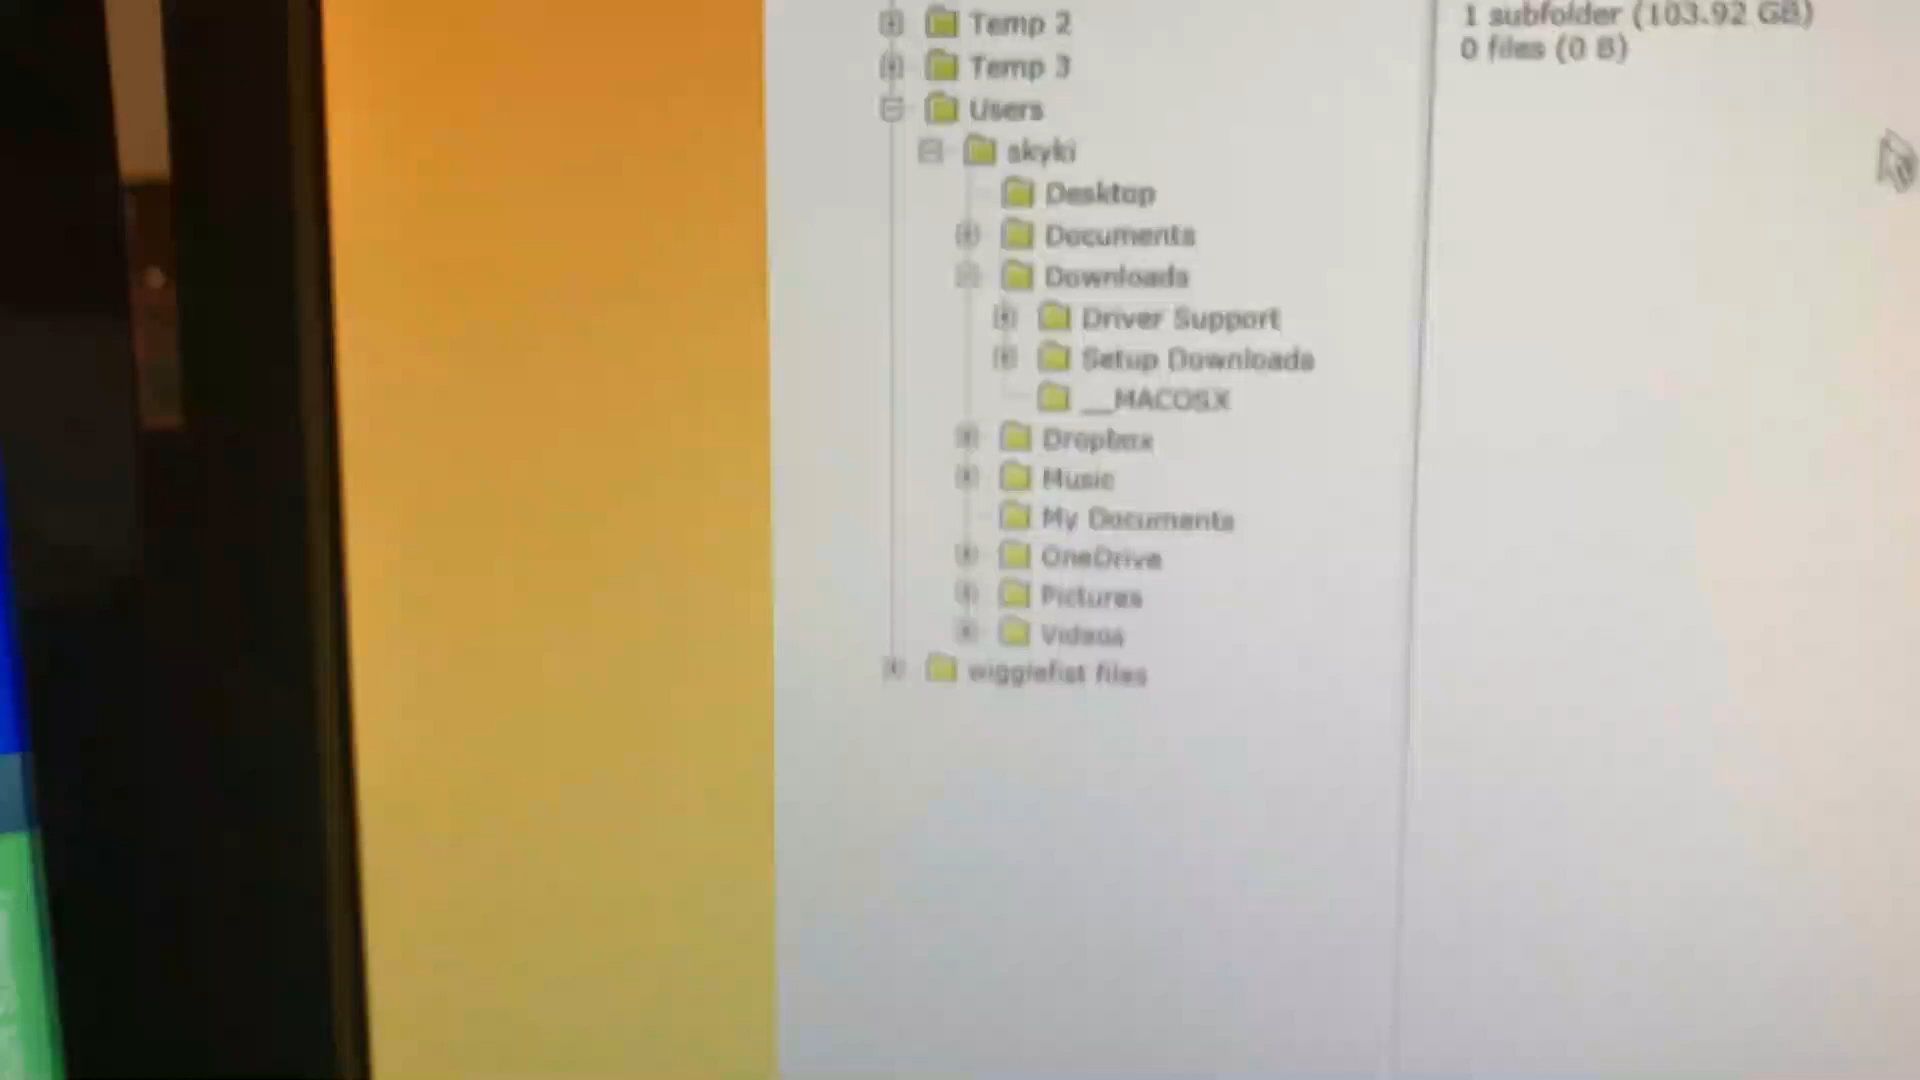 Temp 2
Temp 3
Users
skyki
Desktop
Documents
Downloads
Driver Support
Setup Downloads
__MACOSX
Dropbox
Music
My Documents
OneDrive
Pictures
Videos
wigglefist files
1 subfolder (103.92 GB)
0 files (0 B)